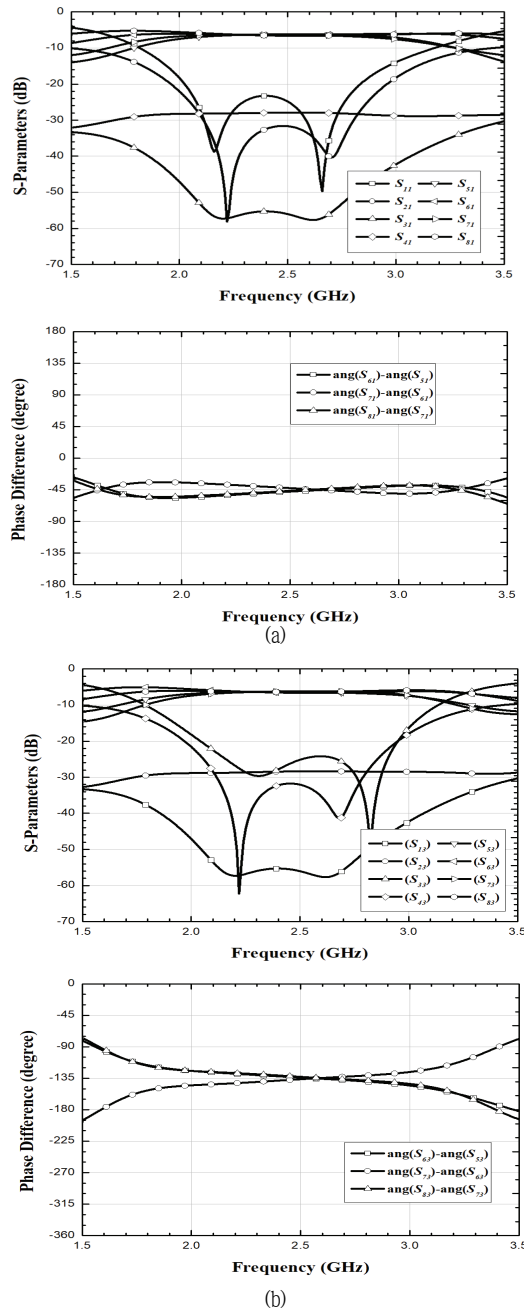 0
-10
-20
-30
-40
-50
-60
-70
S-Parameters (dB)
S11 S51
S21 S61
S31 S71
S41 S81
1.5 2.0 2.5 3.0 3.5
Frequency (GHz)
180
135
90
45
0
-45
-90
-135
-180
Phase Difference (degree)
ang(S61)-ang(S51)
ang(S71)-ang(S61)
ang(S81)-ang(S71)
1.5 2.0 2.5 3.0 3.5
Frequency (GHz)
(a)
0
-10
-20
-30
-40
-50
-60
-70
S-Parameters (dB)
(S13) (S53)
(S23) (S63)
(S33) (S73)
(S43) (S83)
1.5 2.0 2.5 3.0 3.5
Frequency (GHz)
0
-45
-90
-135
-180
-225
-270
-315
-360
Phase Difference (degree)
ang(S63)-ang(S53)
ang(S73)-ang(S63)
ang(S83)-ang(S73)
1.5 2.0 2.5 3.0 3.5
Frequency (GHz)
(b)